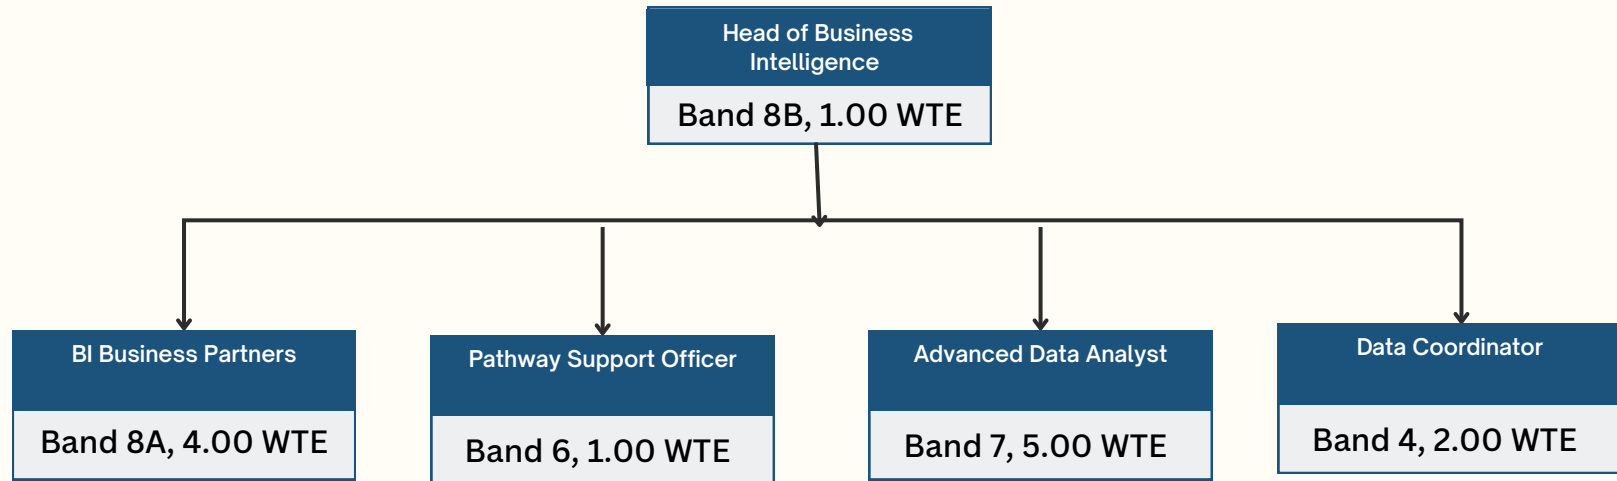 Head of Business
Intelligence
Band 8B, 1.00 WTE
BI Business Partners
Band 8A, 4.00 WTE
Pathway Support Officer
Band 6, 1.00 WTE
Advanced Data Analyst
Band 7, 5.00 WTE
Data Coordinator
Band 4, 2.00 WTE